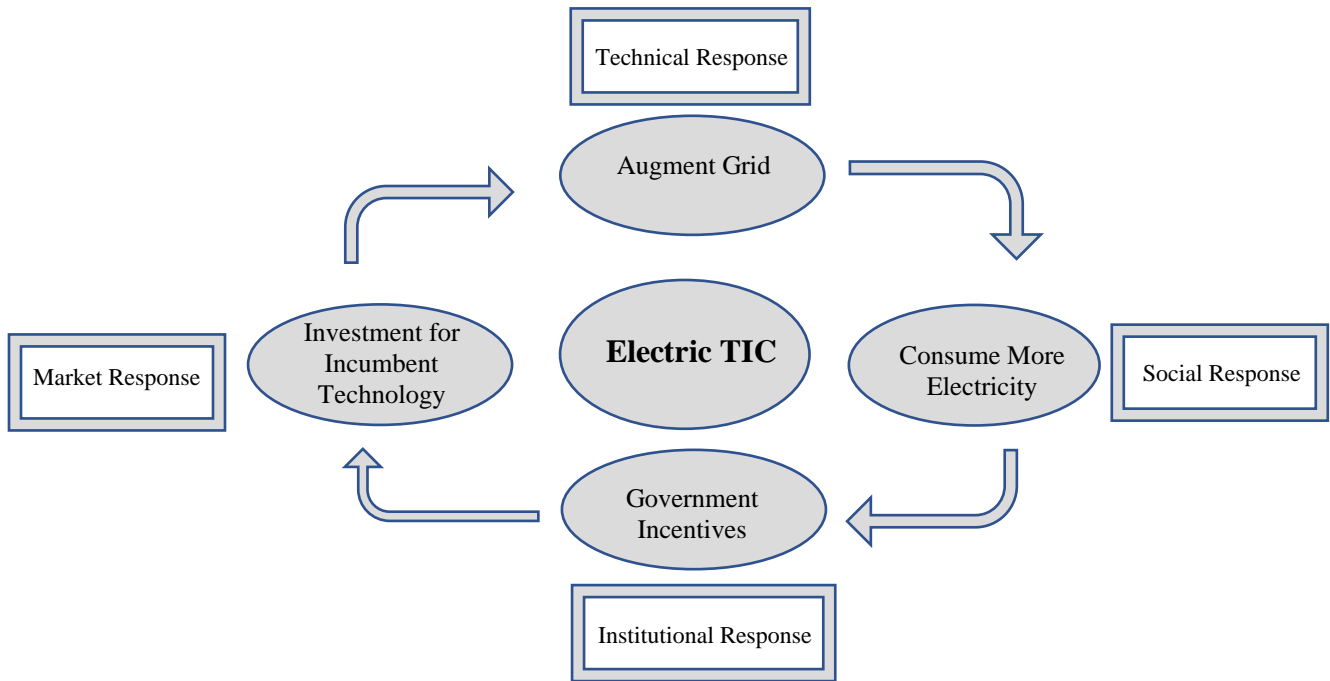 Technical Response
Augment Grid
Investment for
Incumbent
Technology
Market Response
Electric TIC
Consume More
Electricity
Social Response
Government
Incentives
Institutional Response